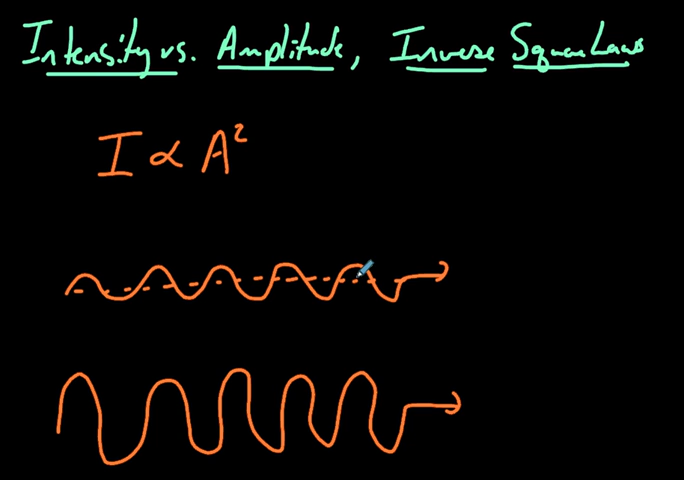 Intensity vs. Amplitude, Inverse Square Laws
I ∝ A²